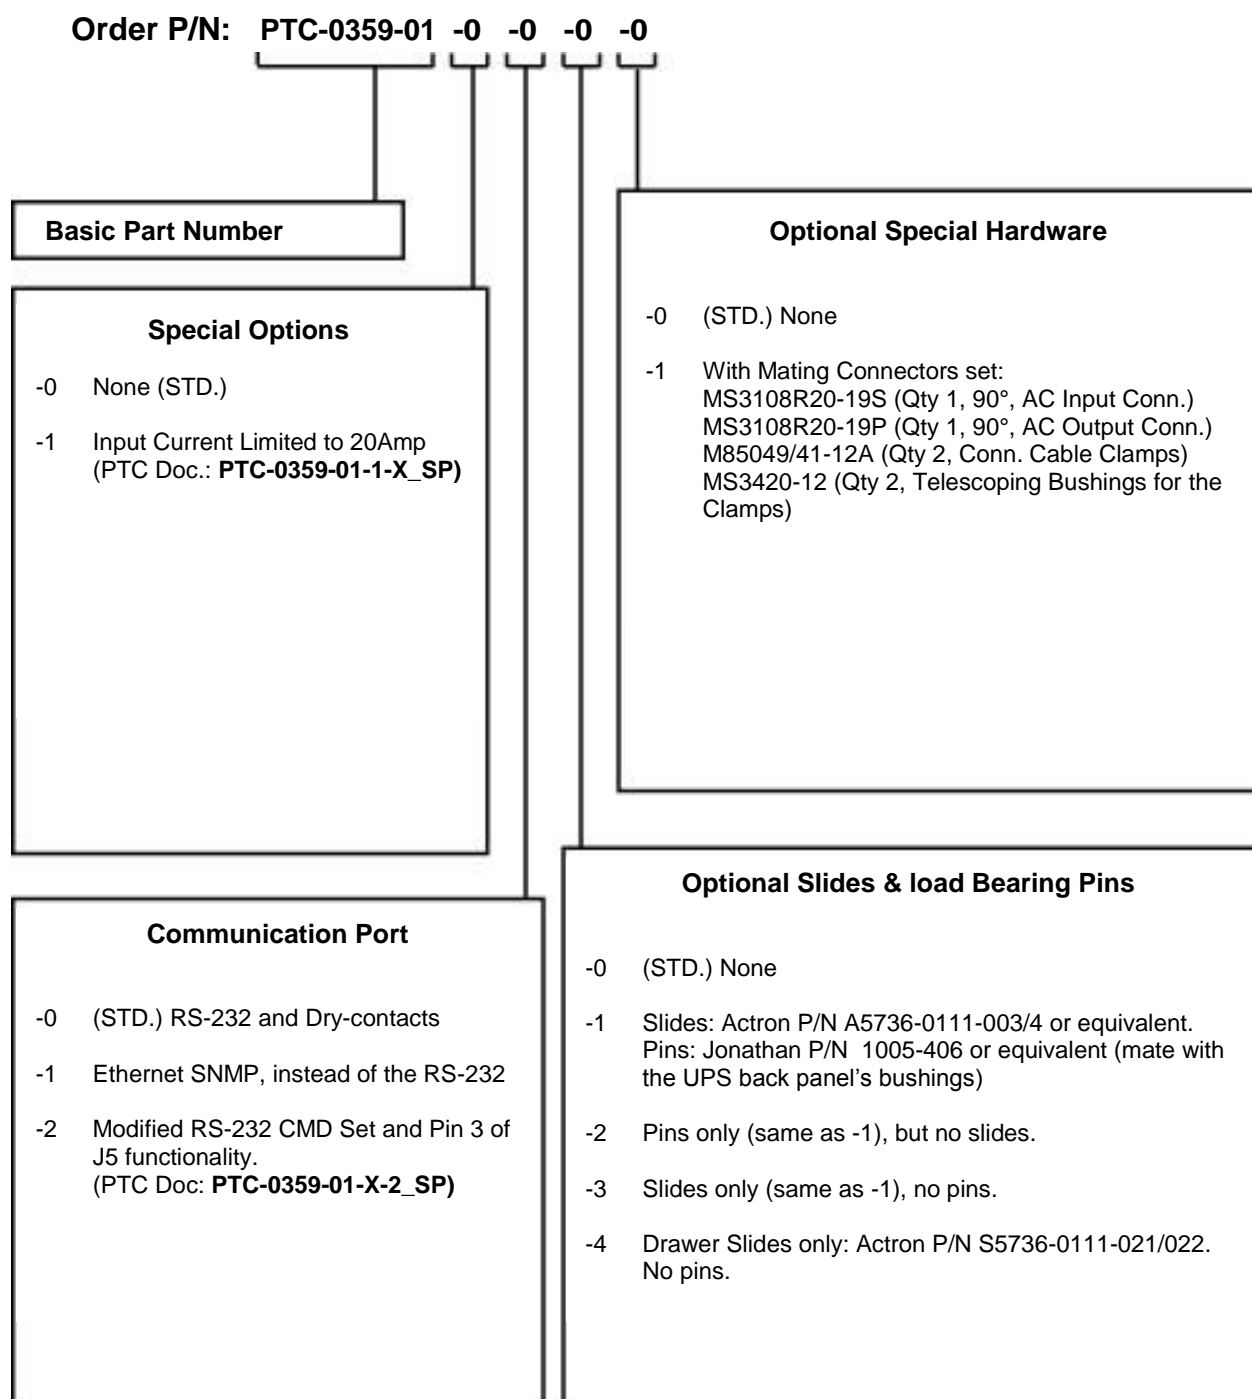 Order P/N: PTC-0359-01 -0 -0 -0 -0
Basic Part Number
Special Options
-0 None (STD.)
-1 Input Current Limited to 20Amp
(PTC Doc.: PTC-0359-01-1-X_SP)
Optional Special Hardware
-0 (STD.) None
-1 With Mating Connectors set:
MS3108R20-19S (Qty 1, 90°, AC Input Conn.)
MS3108R20-19P (Qty 1, 90°, AC Output Conn.)
M85049/41-12A (Qty 2, Conn. Cable Clamps)
MS3420-12 (Qty 2, Telescoping Bushings for the
Clamps)
Communication Port
-0 (STD.) RS-232 and Dry-contacts
-1 Ethernet SNMP, instead of the RS-232
-2 Modified RS-232 CMD Set and Pin 3 of
J5 functionality.
(PTC Doc: PTC-0359-01-X-2_SP)
Optional Slides & load Bearing Pins
-0 (STD.) None
-1 Slides: Actron P/N A5736-0111-003/4 or equivalent.
Pins: Jonathan P/N 1005-406 or equivalent (mate with
the UPS back panel's bushings)
-2 Pins only (same as -1), but no slides.
-3 Slides only (same as -1), no pins.
-4 Drawer Slides only: Actron P/N S5736-0111-021/022.
No pins.